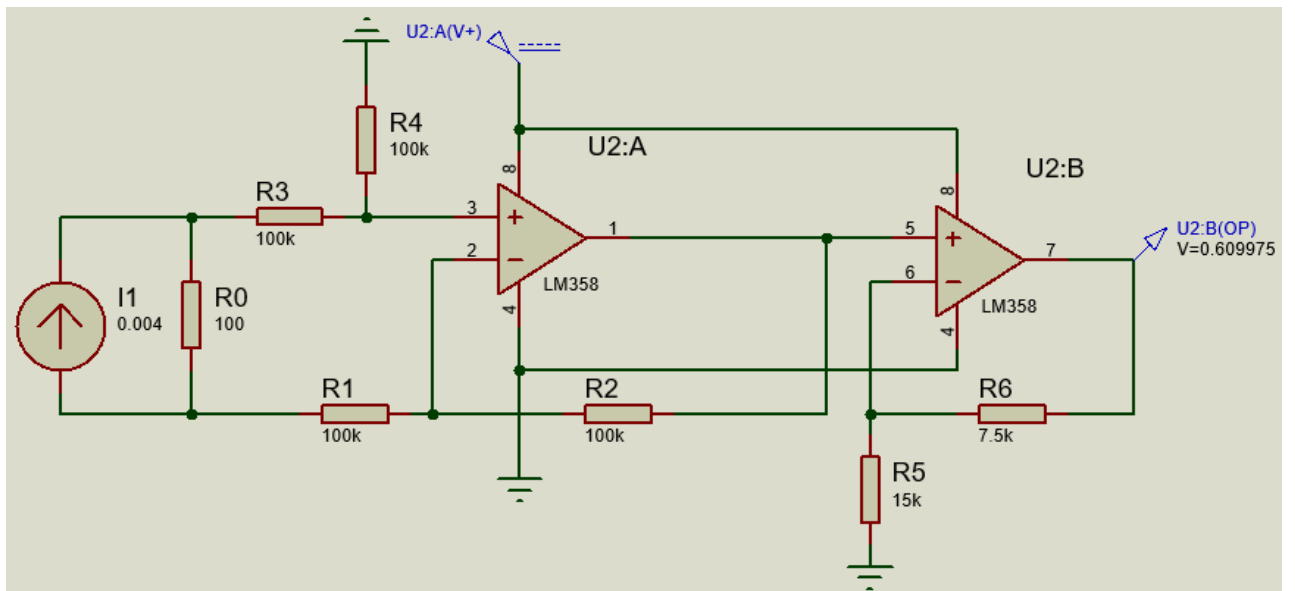 U2:A(V+)
R4
100k
8
U2:A
U2:B
R3
100k
3
+
2
−
1
LM358
4
8
5
+
6
−
7
LM358
4
U2:B(OP)
V=0.609975
I1
0.004
R0
100
R1
100k
R2
100k
R6
7.5k
R5
15k